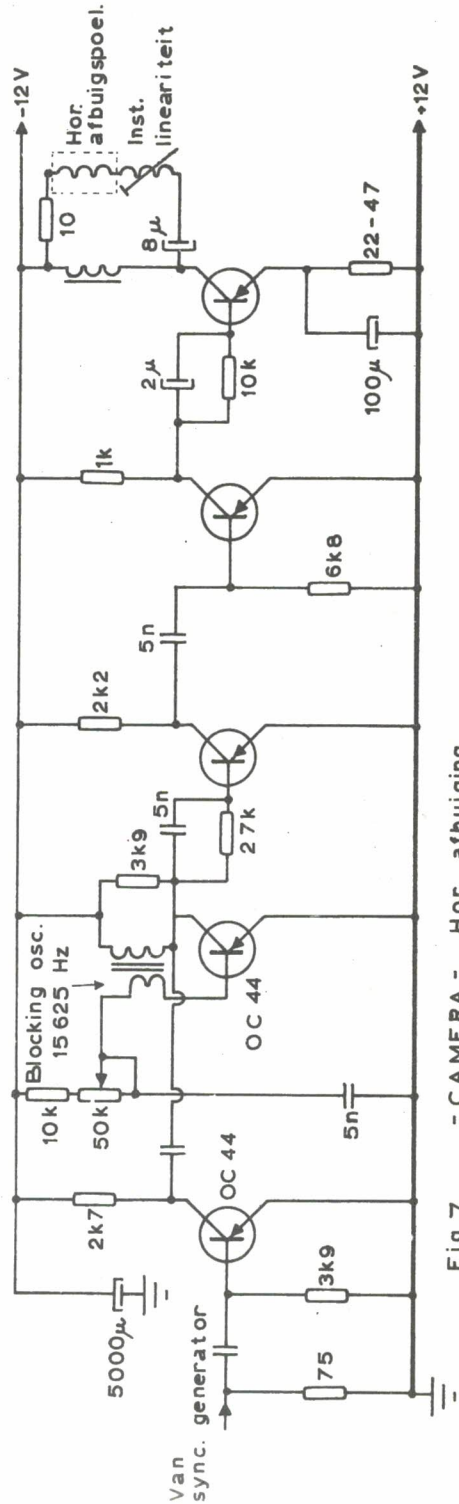 -12V
5000μ
2k7
10k
50k
Blocking osc.
15625 Hz
3k9
5n
2k2
5n
1k
2μ
10k
8μ
10
Hor.
afbuigspoel.
Inst.
lineariteit
Van
sync. generator
75
3k9
OC 44
5n
OC 44
27k
6k8
100μ
22-47
+12V
Fig 7 - CAMERA - Hor. afbuiging